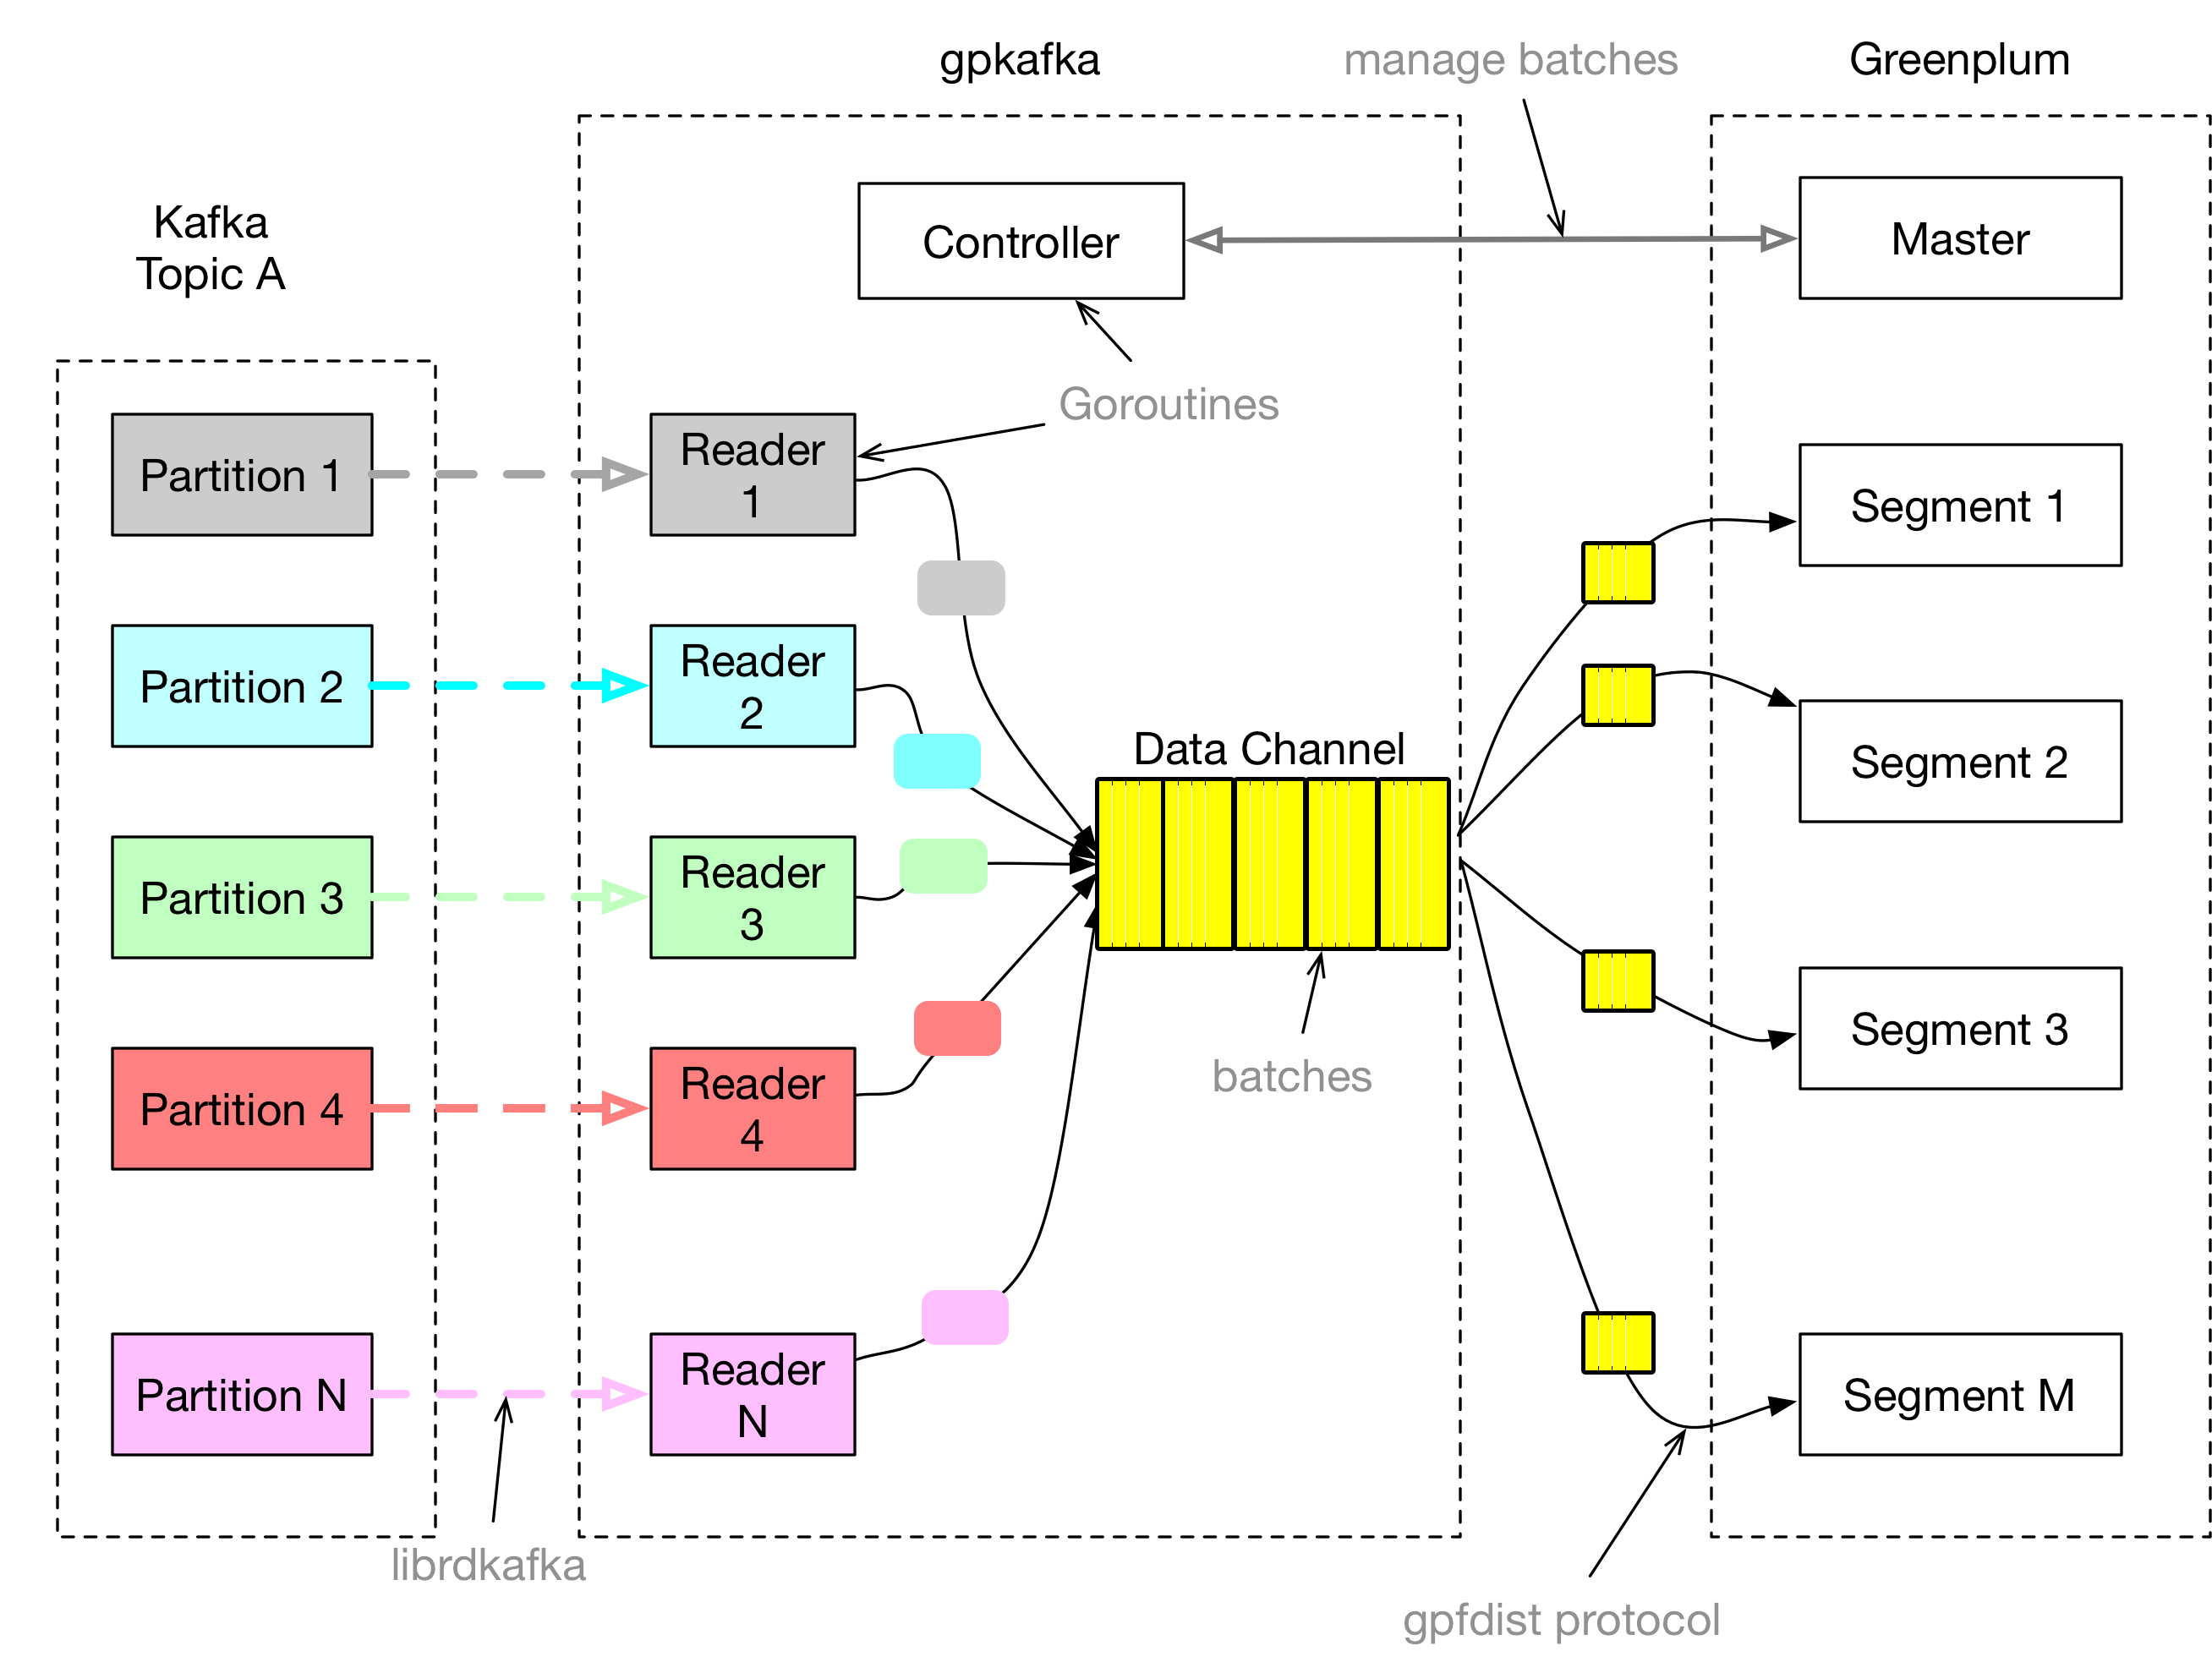 gpkafka
manage batches
Greenplum
Kafka
Topic A
Controller
Master
Goroutines
Partition 1
Reader
1
Segment 1
Partition 2
Reader
2
Data Channel
Segment 2
Partition 3
Reader
3
Segment 3
batches
Partition 4
Reader
4
Partition N
Reader
N
Segment M
librdkafka
gpfdist protocol